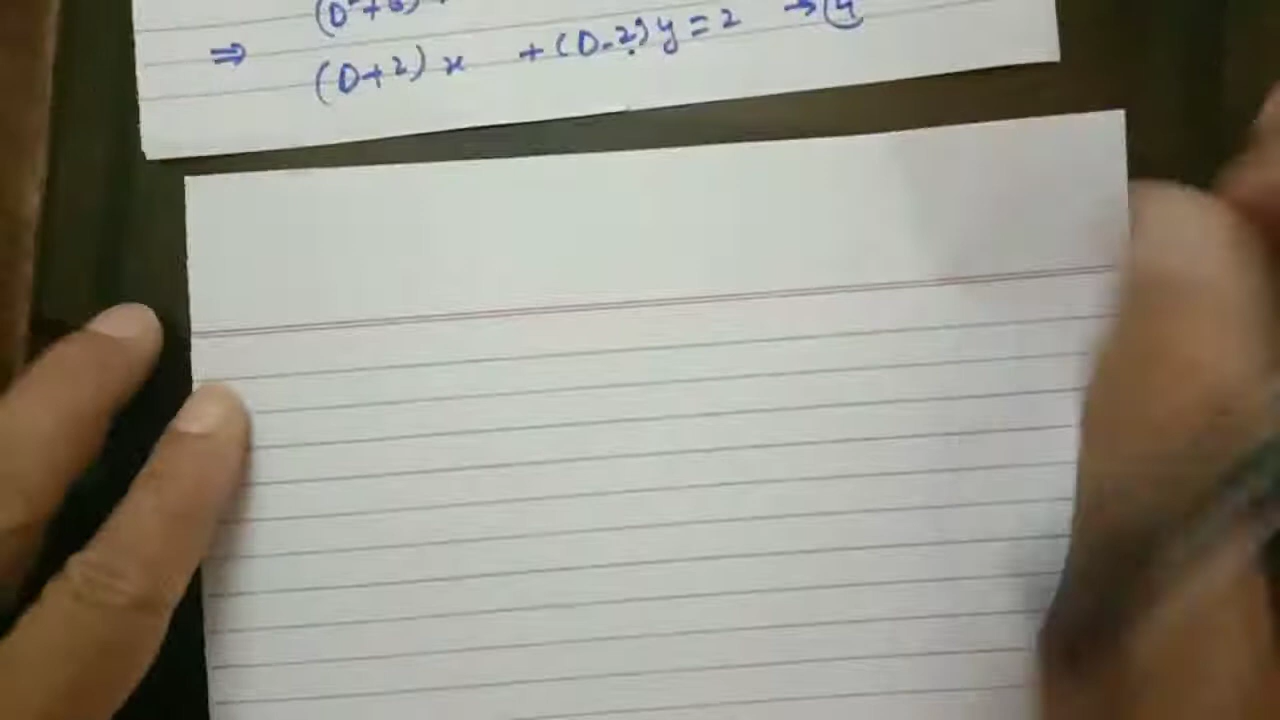 ⇒ (D+2)x + (D-2)y = 2 → ④